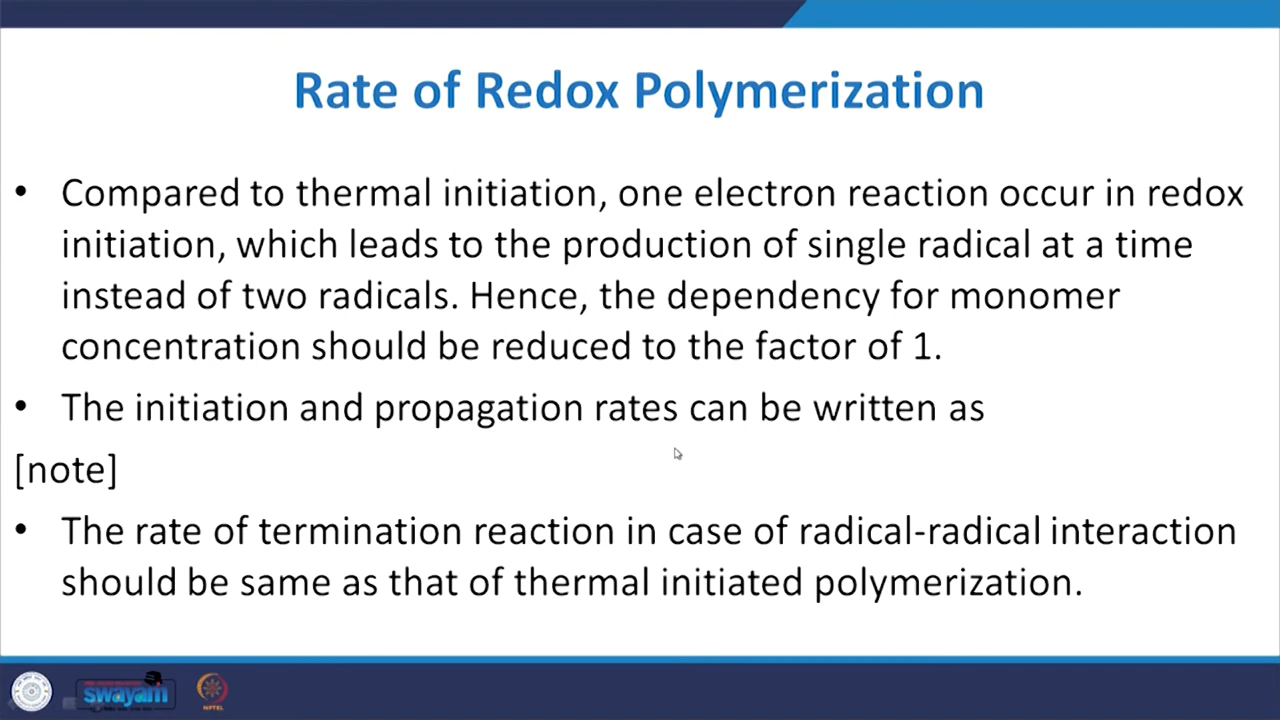 Rate of Redox Polymerization
• Compared to thermal initiation, one electron reaction occur in redox
initiation, which leads to the production of single radical at a time
instead of two radicals. Hence, the dependency for monomer
concentration should be reduced to the factor of 1.
• The initiation and propagation rates can be written as
[note]
• The rate of termination reaction in case of radical-radical interaction
should be same as that of thermal initiated polymerization.
swayam
NPTEL